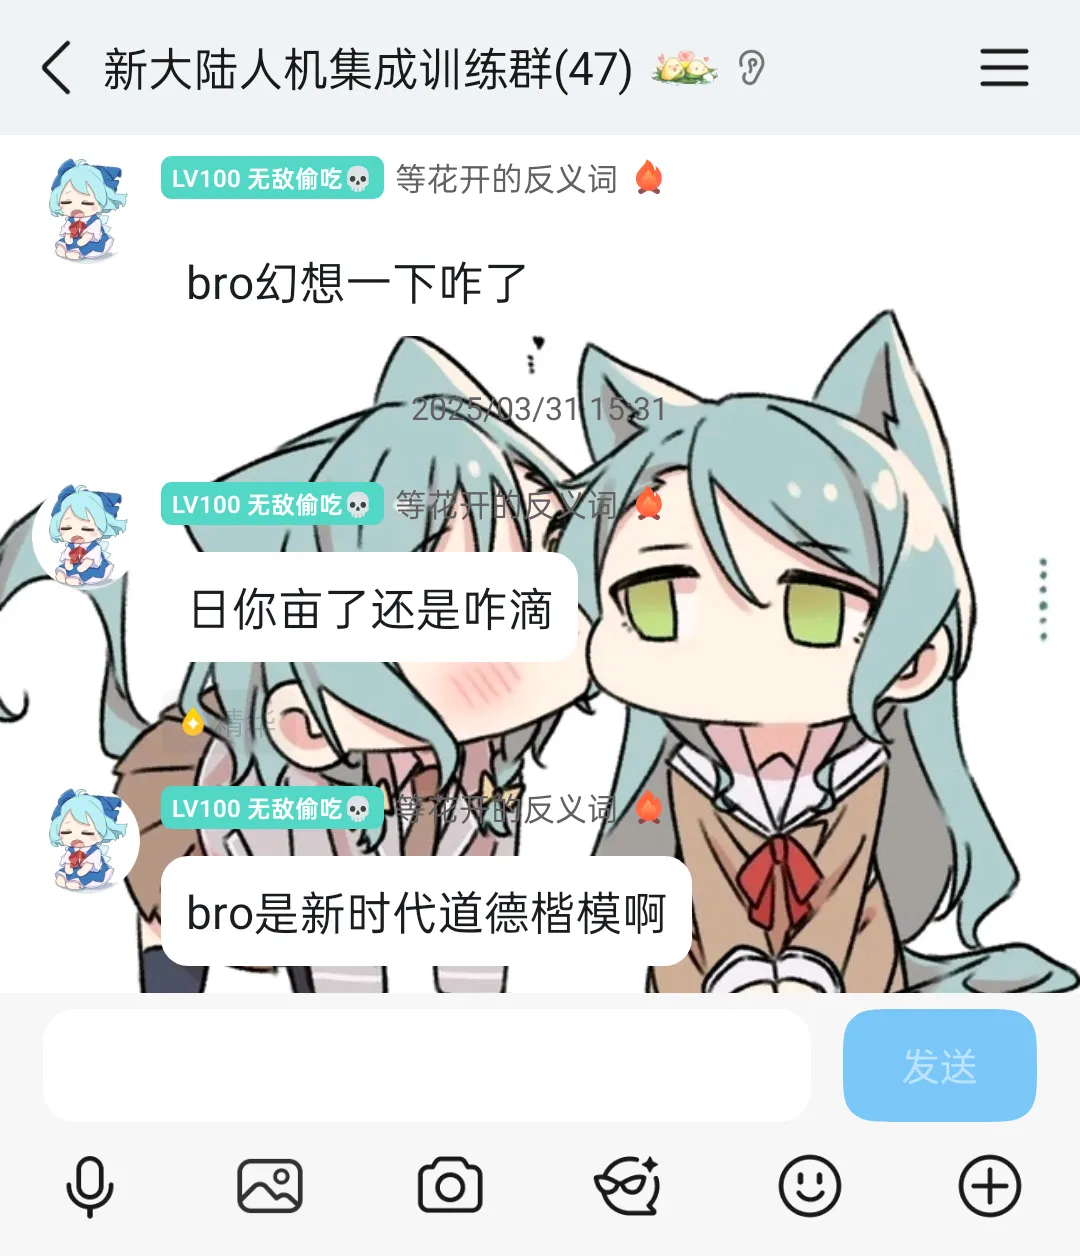 新大陆人机集成训练群(47)
LV100 无敌偷吃💀 等花开的反义词 🔥
bro幻想一下咋了
2025/03/31 15:31
LV100 无敌偷吃💀 等花开的反义词 🔥
日你亩了还是咋滴
精华
LV100 无敌偷吃💀 等花开的反义词 🔥
bro是新时代道德楷模啊
发送